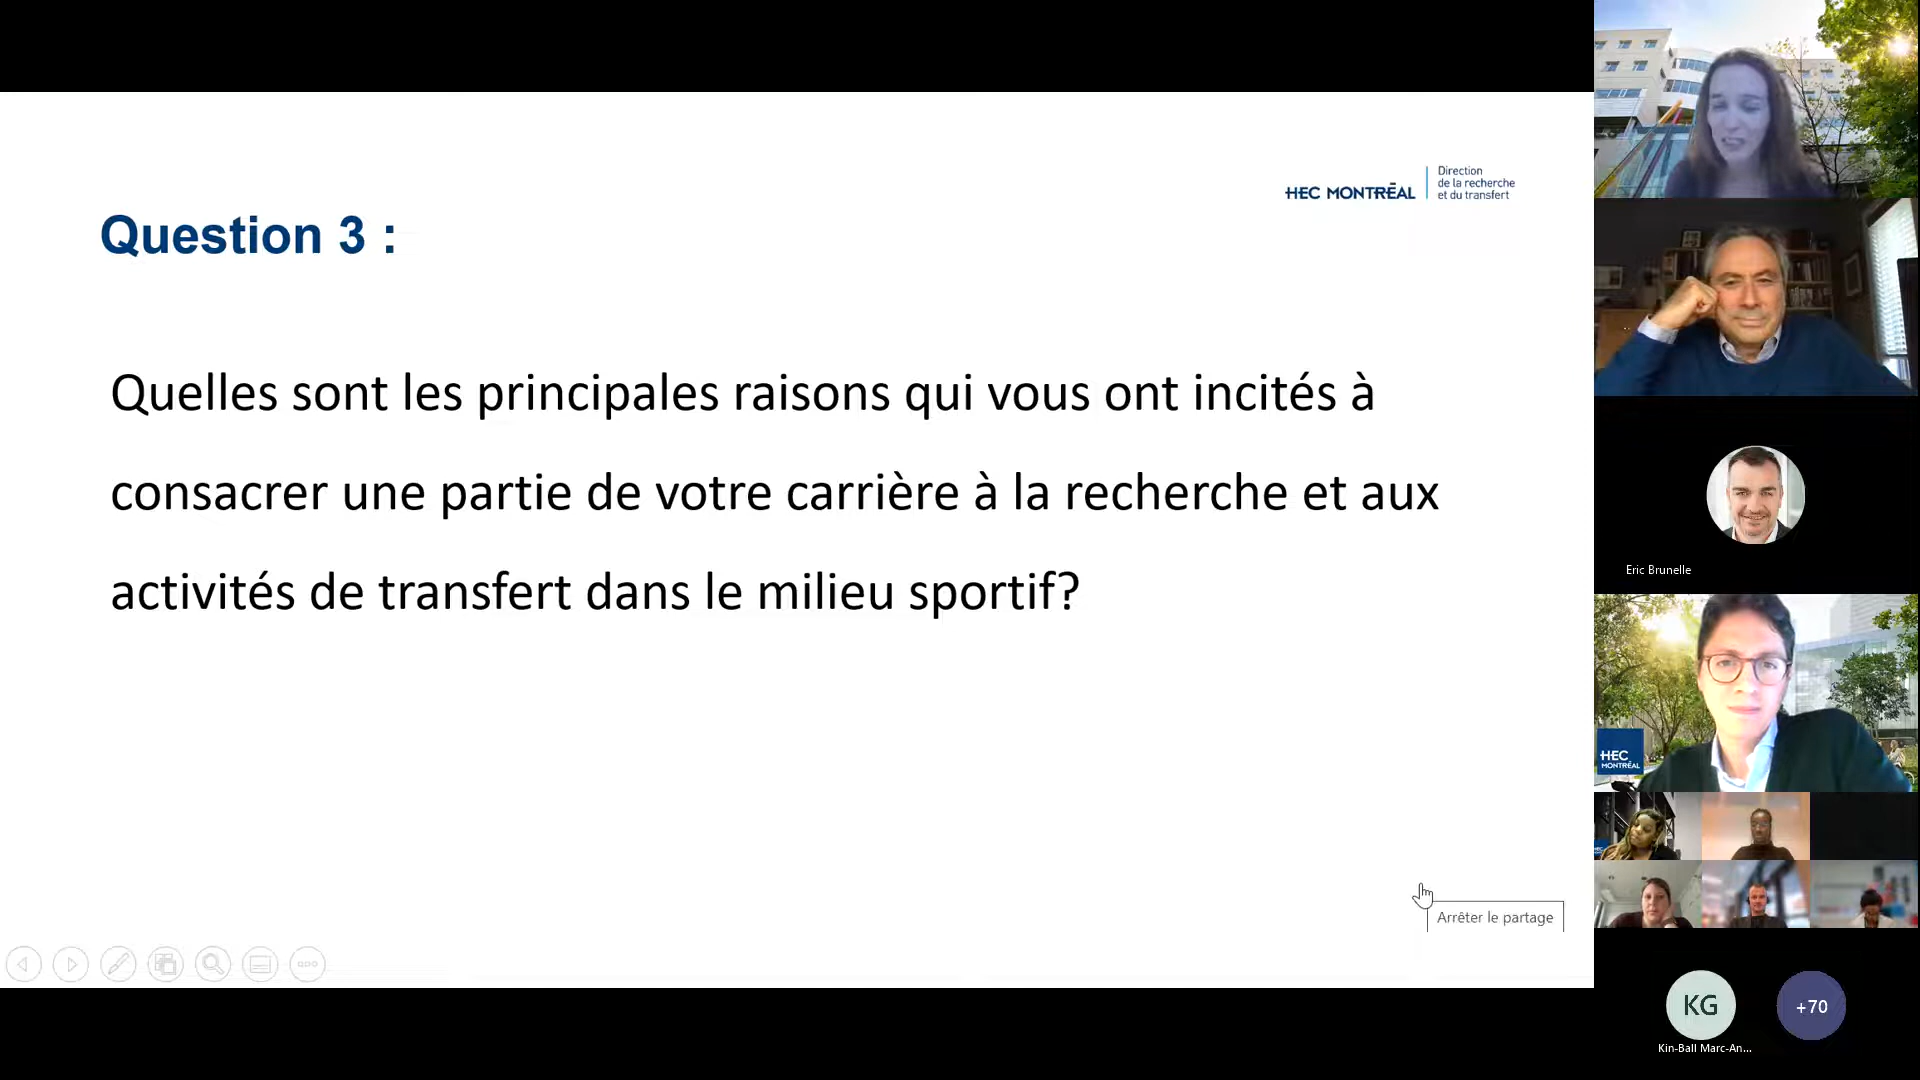 HEC MONTRÉAL
Direction
de la recherche
et du transfert
Question 3 :
Quelles sont les principales raisons qui vous ont incités à
consacrer une partie de votre carrière à la recherche et aux
activités de transfert dans le milieu sportif?
Arrêter le partage
Eric Brunelle
HEC
MONTRÉAL
KG
+70
Kin-Ball Marc-An...